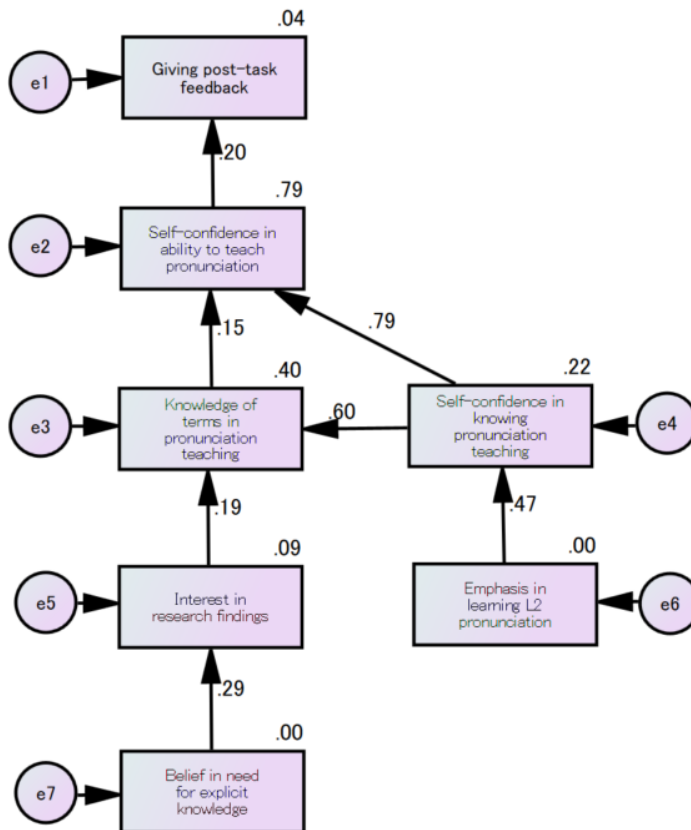 .04
e1
Giving post-task
feedback
.20
.79
e2
Self-confidence in
ability to teach
pronunciation
.79
.15
.40
.22
e3
Knowledge of
terms in
pronunciation
teaching
.60
Self-confidence in
knowing
pronunciation
teaching
e4
.19
.47
.09
.00
e5
Interest in
research findings
Emphasis in
learning L2
pronunciation
e6
.29
.00
e7
Belief in need
for explicit
knowledge